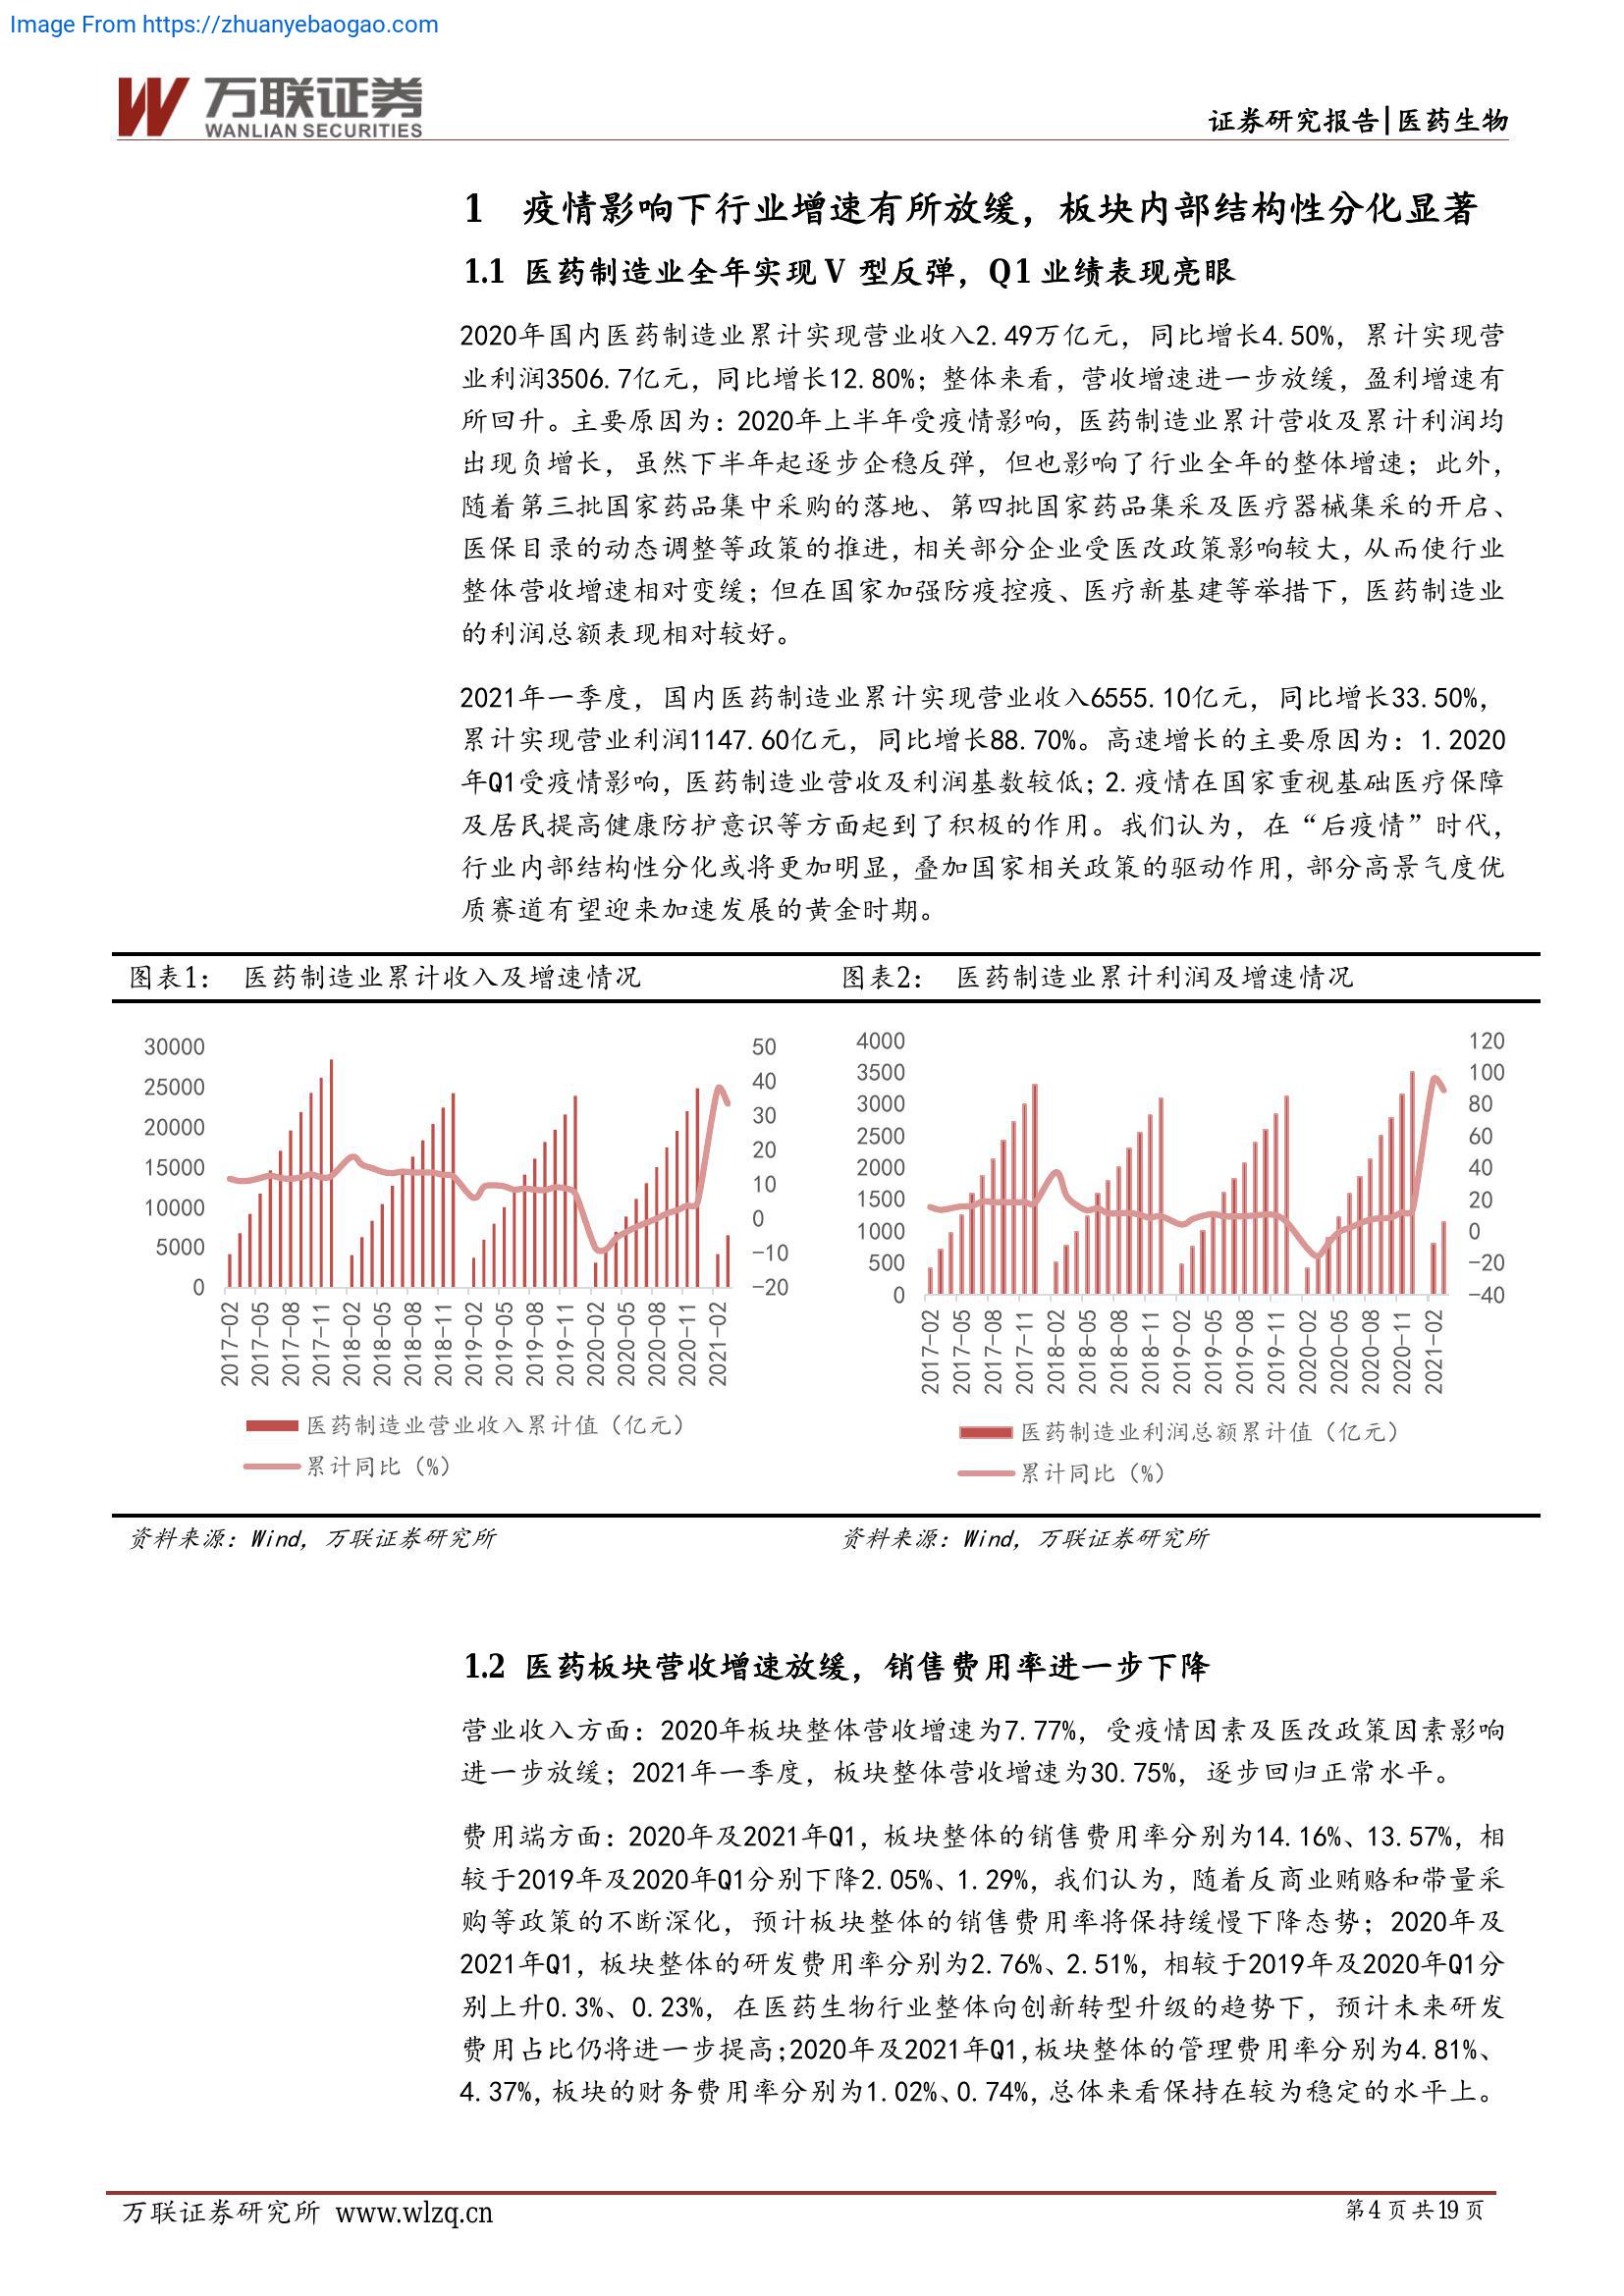 Image From https://zhuanyebaogao.com
万联证券
WANLIAN SECURITIES
证券研究报告|医药生物
1 疫情影响下行业增速有所放缓，板块内部结构性分化显著
1.1 医药制造业全年实现 V 型反弹，Q1 业绩表现亮眼
2020年国内医药制造业累计实现营业收入2.49万亿元，同比增长4.50%，累计实现营
业利润3506.7亿元，同比增长12.80%；整体来看，营收增速进一步放缓，盈利增速有
所回升。主要原因为：2020年上半年受疫情影响，医药制造业累计营收及累计利润均
出现负增长，虽然下半年起逐步企稳反弹，但也影响了行业全年的整体增速；此外，
随着第三批国家药品集中采购的落地、第四批国家药品集采及医疗器械集采的开启、
医保目录的动态调整等政策的推进，相关部分企业受医改政策影响较大，从而使行业
整体营收增速相对变缓；但在国家加强防疫控疫、医疗新基建等举措下，医药制造业
的利润总额表现相对较好。
2021年一季度，国内医药制造业累计实现营业收入6555.10亿元，同比增长33.50%，
累计实现营业利润1147.60亿元，同比增长88.70%。高速增长的主要原因为：1.2020
年Q1受疫情影响，医药制造业营收及利润基数较低；2.疫情在国家重视基础医疗保障
及居民提高健康防护意识等方面起到了积极的作用。我们认为，在“后疫情”时代，
行业内部结构性分化或将更加明显，叠加国家相关政策的驱动作用，部分高景气度优
质赛道有望迎来加速发展的黄金时期。
图表1： 医药制造业累计收入及增速情况
30000
25000
20000
15000
10000
5000
0
50
40
30
20
10
0
-10
-20
2017-02
2017-05
2017-08
2017-11
2018-02
2018-05
2018-08
2018-11
2019-02
2019-05
2019-08
2019-11
2020-02
2020-05
2020-08
2020-11
2021-02
医药制造业营业收入累计值（亿元）
累计同比（%）
资料来源：Wind，万联证券研究所
图表2： 医药制造业累计利润及增速情况
4000
3500
3000
2500
2000
1500
1000
500
0
120
100
80
60
40
20
0
-20
-40
2017-02
2017-05
2017-08
2017-11
2018-02
2018-05
2018-08
2018-11
2019-02
2019-05
2019-08
2019-11
2020-02
2020-05
2020-08
2020-11
2021-02
医药制造业利润总额累计值（亿元）
累计同比（%）
资料来源：Wind，万联证券研究所
1.2 医药板块营收增速放缓，销售费用率进一步下降
营业收入方面：2020年板块整体营收增速为7.77%，受疫情因素及医改政策因素影响
进一步放缓；2021年一季度，板块整体营收增速为30.75%，逐步回归正常水平。
费用端方面：2020年及2021年Q1，板块整体的销售费用率分别为14.16%、13.57%，相
较于2019年及2020年Q1分别下降2.05%、1.29%，我们认为，随着反商业贿赂和带量采
购等政策的不断深化，预计板块整体的销售费用率将保持缓慢下降态势；2020年及
2021年Q1，板块整体的研发费用率分别为2.76%、2.51%，相较于2019年及2020年Q1分
别上升0.3%、0.23%，在医药生物行业整体向创新转型升级的趋势下，预计未来研发
费用占比仍将进一步提高；2020年及2021年Q1，板块整体的管理费用率分别为4.81%、
4.37%，板块的财务费用率分别为1.02%、0.74%，总体来看保持在较为稳定的水平上。
万联证券研究所 www.wlzq.cn
第 4 页 共 19 页